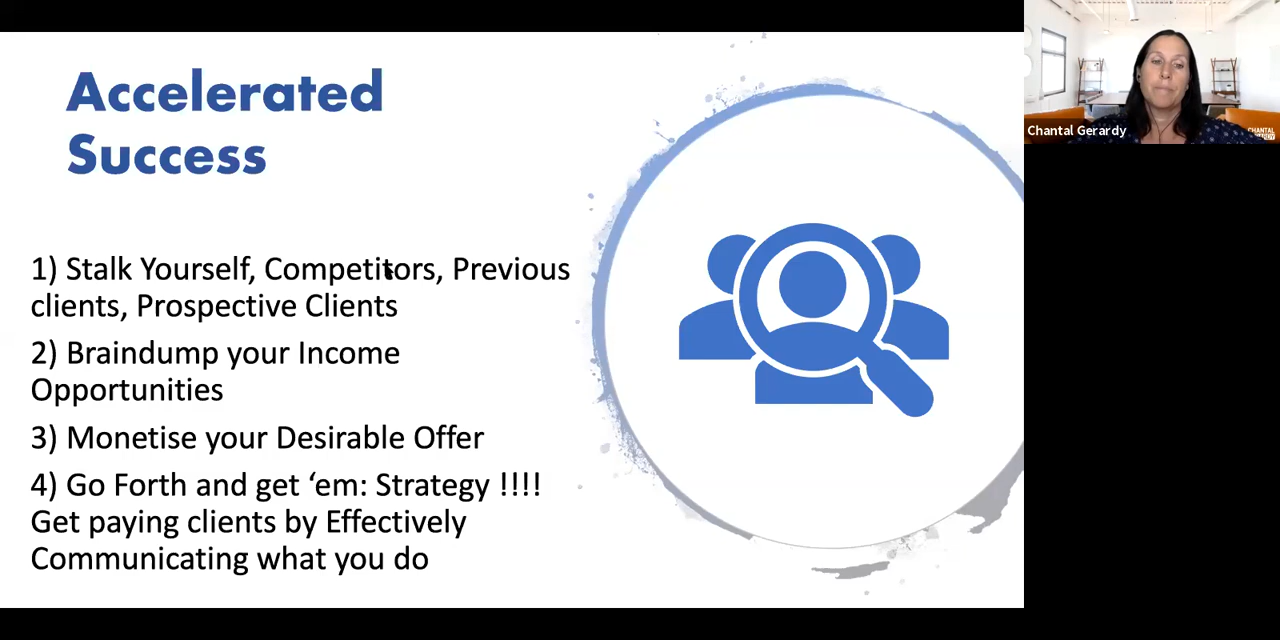 Accelerated
Success
1) Stalk Yourself, Competitors, Previous
clients, Prospective Clients
2) Braindump your Income
Opportunities
3) Monetise your Desirable Offer
4) Go Forth and get ‘em: Strategy !!!!
Get paying clients by Effectively
Communicating what you do
Chantal Gerardy
CHANTAL